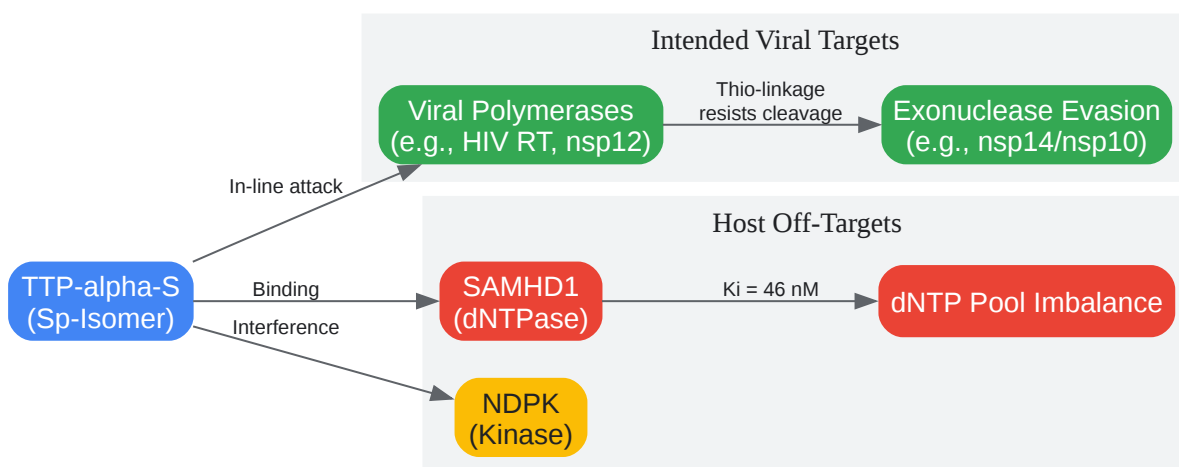 Intended Viral Targets
Viral Polymerases
(e.g., HIV RT, nsp12)
Thio-linkage
resists cleavage
Exonuclease Evasion
(e.g., nsp14/nsp10)
In-line attack
Host Off-Targets
TTP-alpha-S
(Sp-Isomer)
Binding
SAMHD1
(dNTPase)
Ki = 46 nM
dNTP Pool Imbalance
Interference
NDPK
(Kinase)